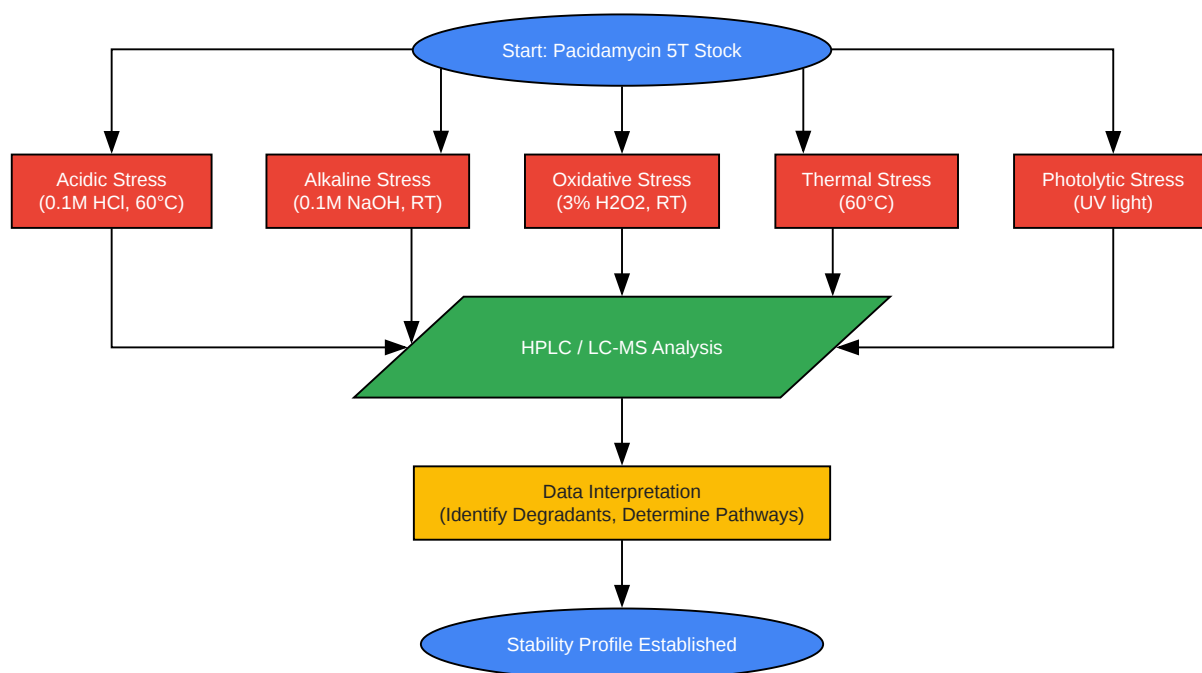 Start: Pacidamycin 5T Stock
Acidic Stress
(0.1M HCl, 60°C)
Alkaline Stress
(0.1M NaOH, RT)
Oxidative Stress
(3% H2O2, RT)
Thermal Stress
(60°C)
Photolytic Stress
(UV light)
HPLC / LC-MS Analysis
Data Interpretation
(Identify Degradants, Determine Pathways)
Stability Profile Established